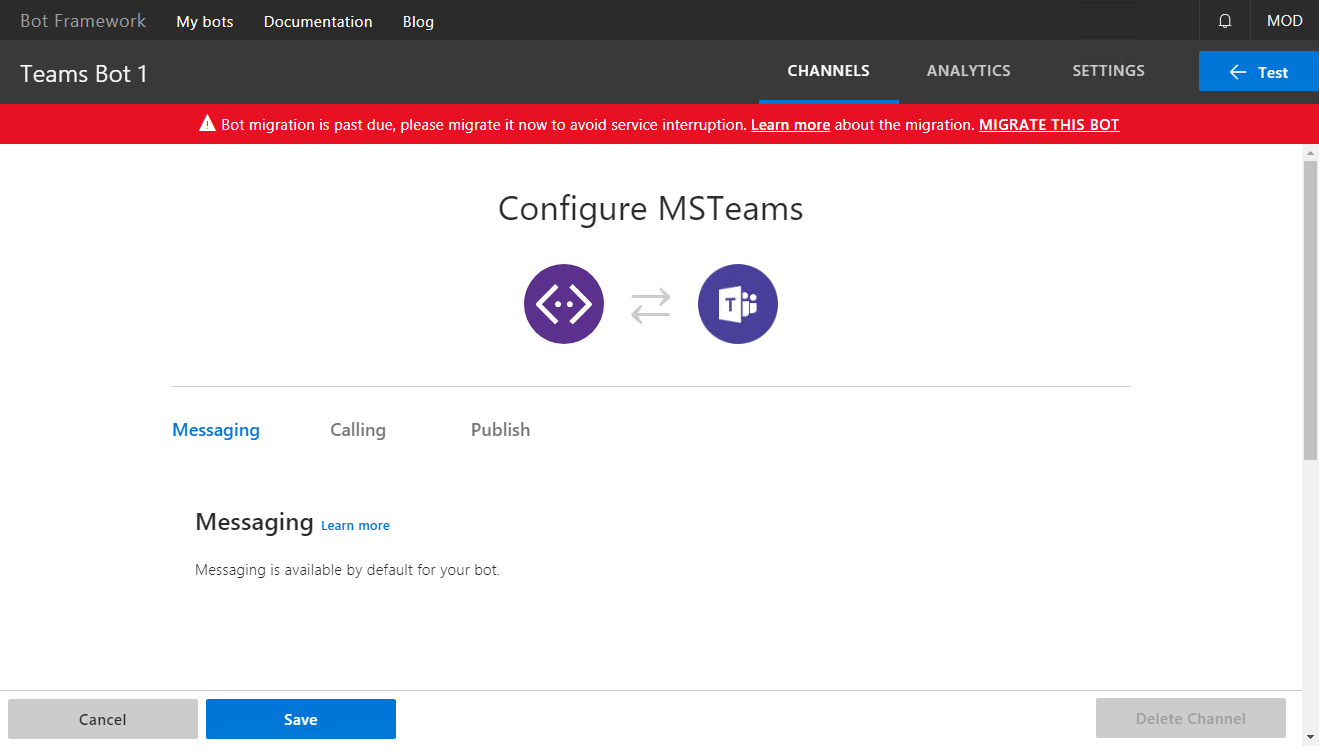 Bot Framework My bots Documentation Blog MOD
Teams Bot 1 CHANNELS ANALYTICS SETTINGS Test
Bot migration is past due, please migrate it now to avoid service interruption. Learn more about the migration. MIGRATE THIS BOT
Configure MSTeams
T
Messaging Calling Publish
Messaging Learn more
Messaging is available by default for your bot.
Cancel Save Delete Channel